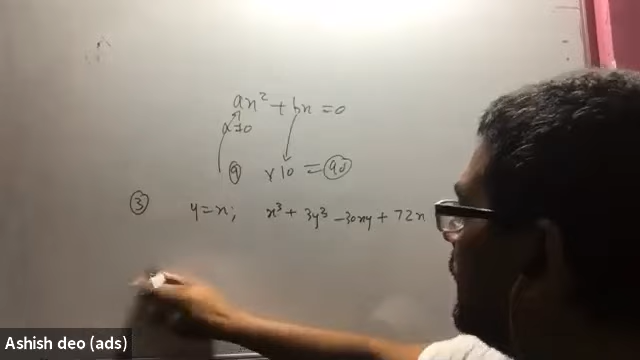 ax² + bx = 0
a≠0
9 × 10 = 90
③ y = x; x³ + 3y³ - 30xy + 72x
Ashish deo (ads)